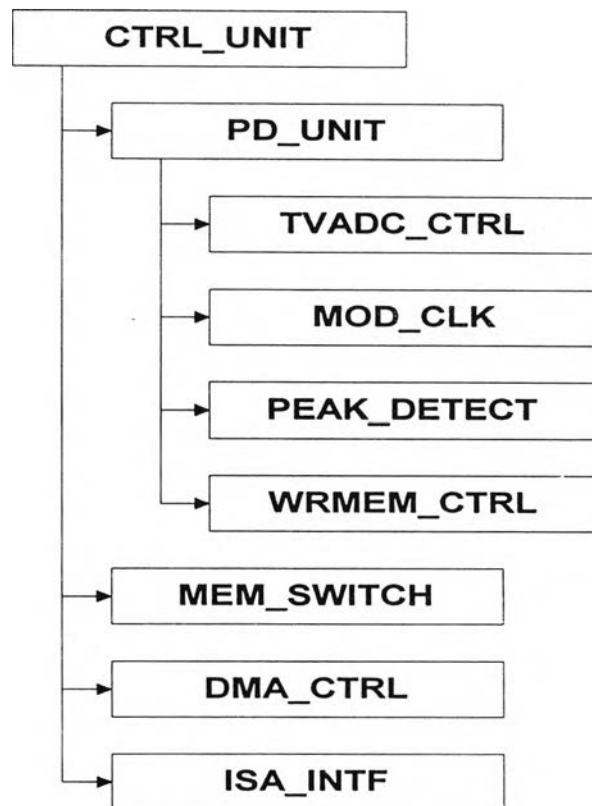 CTRL_UNIT
PD_UNIT
TVADC_CTRL
MOD_CLK
PEAK_DETECT
WRMEM_CTRL
MEM_SWITCH
DMA_CTRL
ISA_INTF